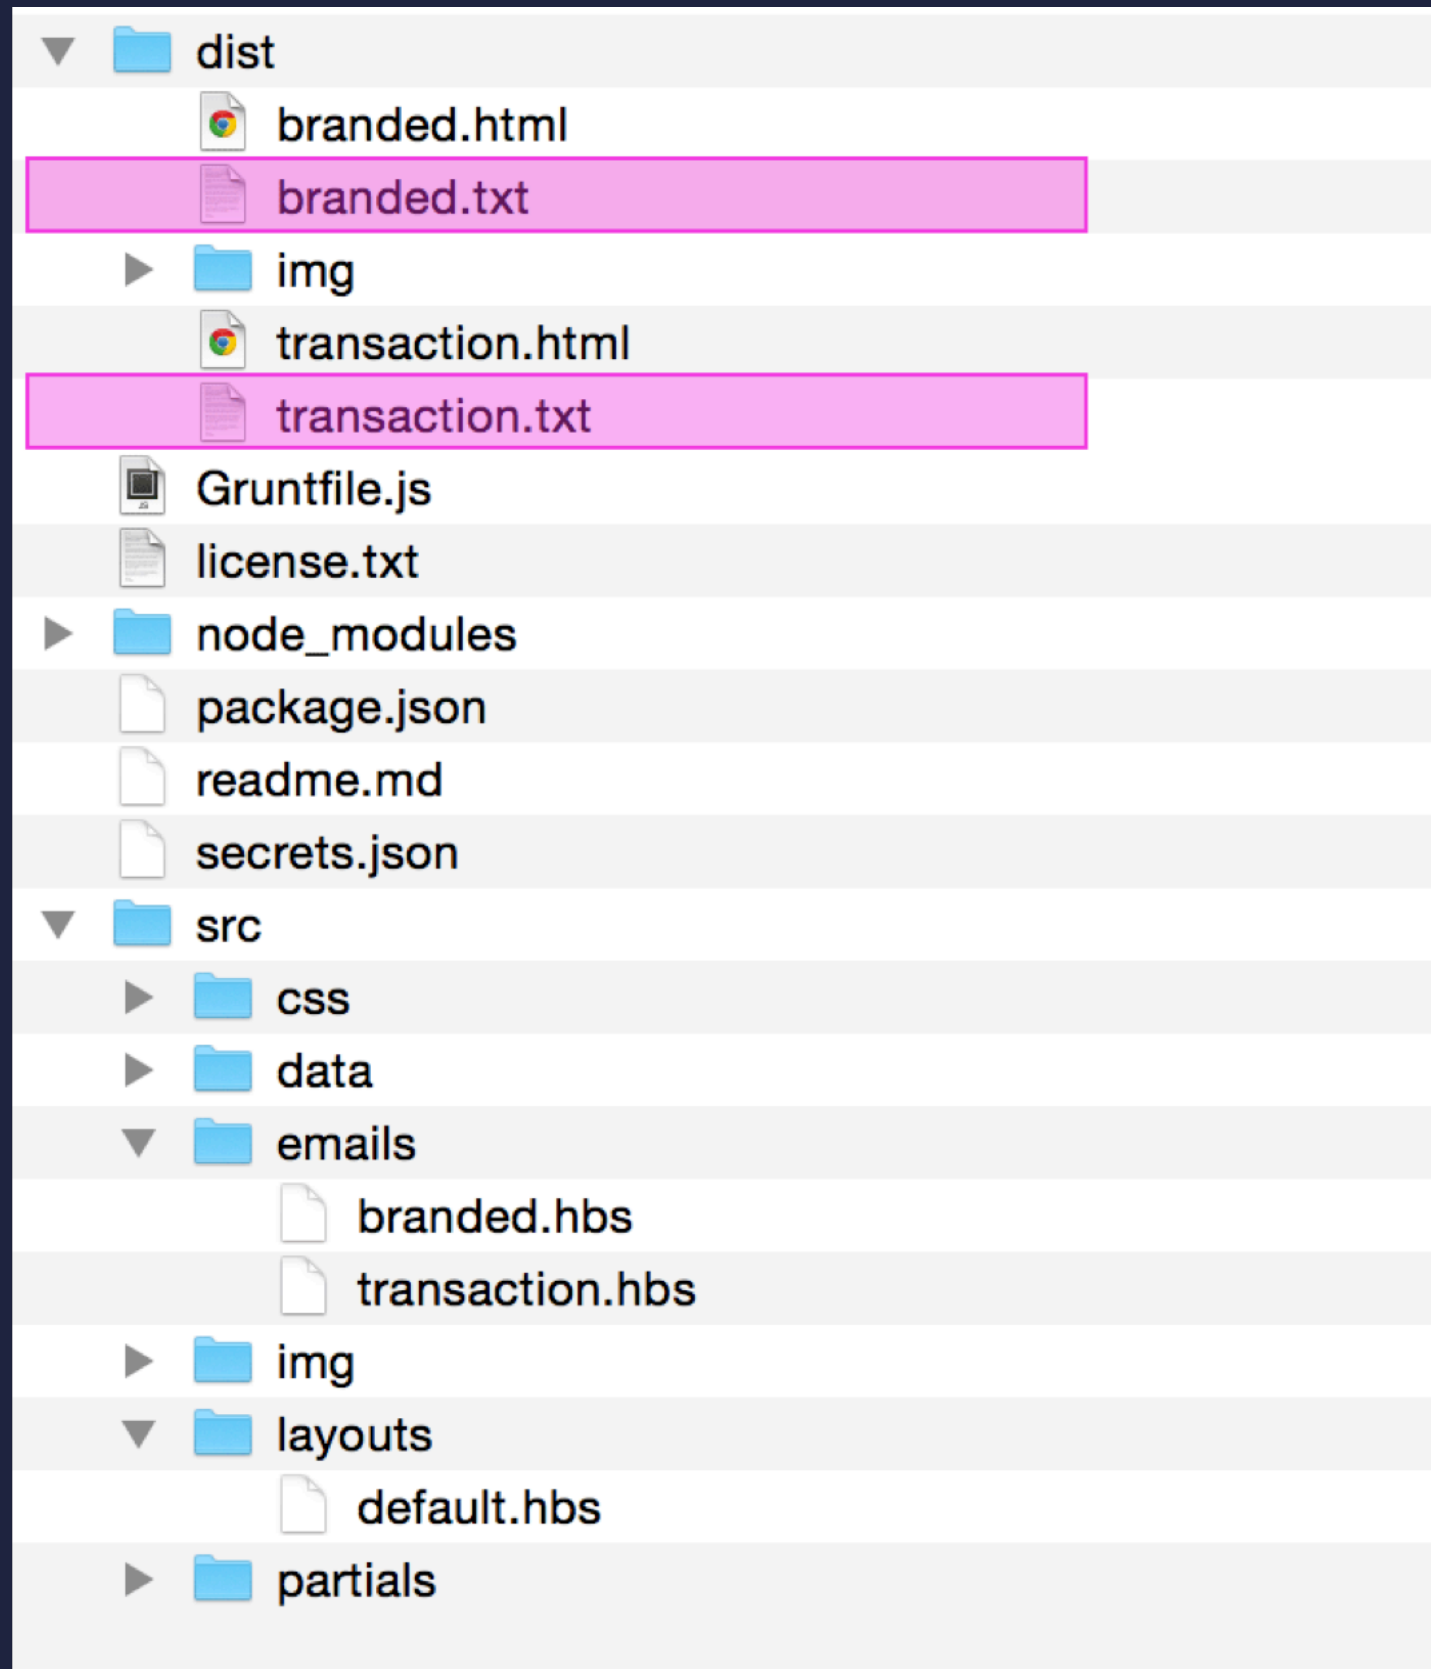 dist
branded.html
branded.txt
img
transaction.html
transaction.txt
Gruntfile.js
license.txt
node_modules
package.json
readme.md
secrets.json
src
css
data
emails
branded.hbs
transaction.hbs
img
layouts
default.hbs
partials